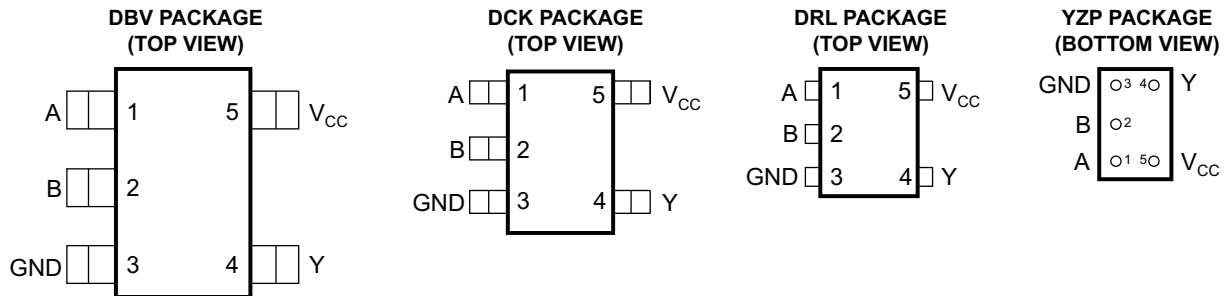 DBV PACKAGE
(TOP VIEW)
A 1 5 VCC
B 2
GND 3 4 Y
DCK PACKAGE
(TOP VIEW)
A 1 5 VCC
B 2
GND 3 4 Y
DRL PACKAGE
(TOP VIEW)
A 1 5 VCC
B 2
GND 3 4 Y
YZP PACKAGE
(BOTTOM VIEW)
GND 3 4 Y
B 2
A 1 5 VCC